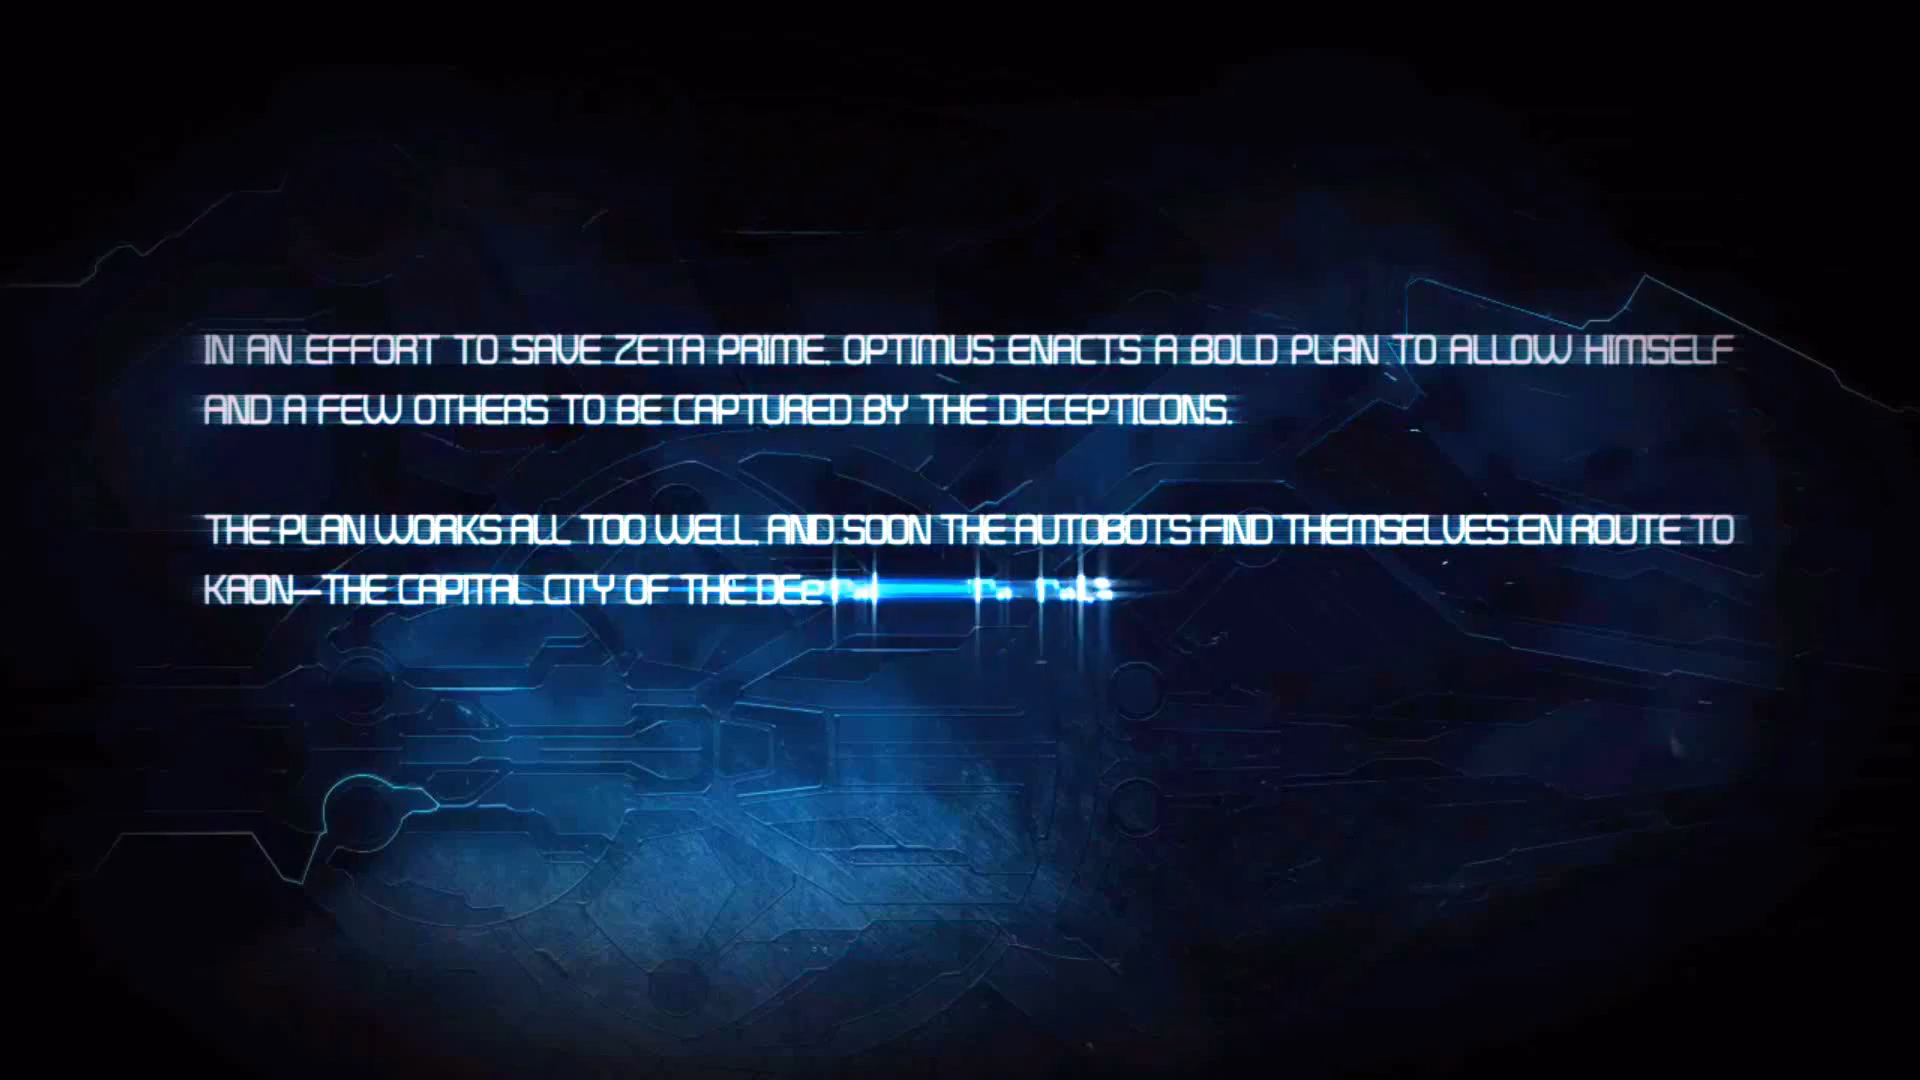 IN AN EFFORT TO SAVE ZETA PRIME, OPTIMUS ENACTS A BOLD PLAN TO ALLOW HIMSELF
AND A FEW OTHERS TO BE CAPTURED BY THE DECEPTICONS.
THE PLAN WORKS ALL TOO WELL, AND SOON THE AUTOBOTS FIND THEMSELVES EN ROUTE TO
KAON—THE CAPITAL CITY OF THE